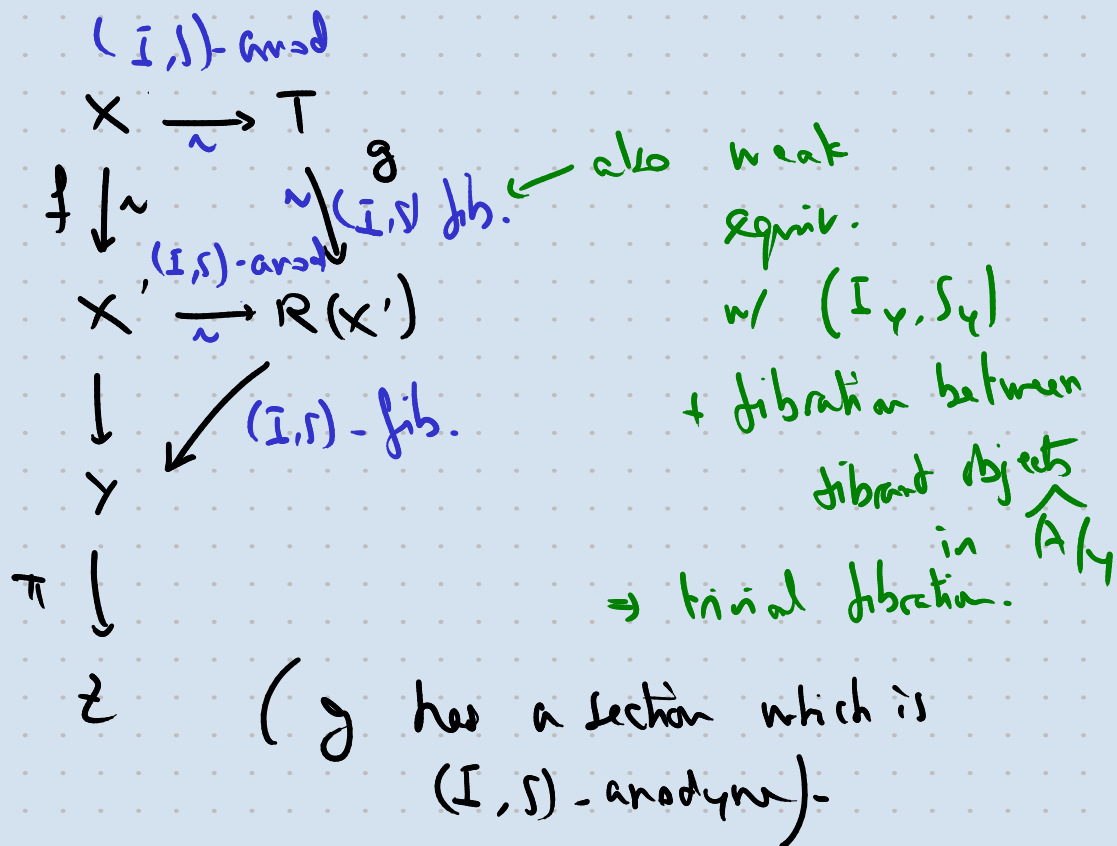 (I,S)-anod
X ~ T
g
f ~ ~ (I,S) fib. also weak
equiv.
(I,S)-anod
X' ~ R(X') w/ (I_Y, S_Y)
(I,S)-fib. + fibration between
Y fibrant objects
in Â/Y
π ⇒ trivial fibration.
Z (g has a section which is
(I,S)-anodyne)-